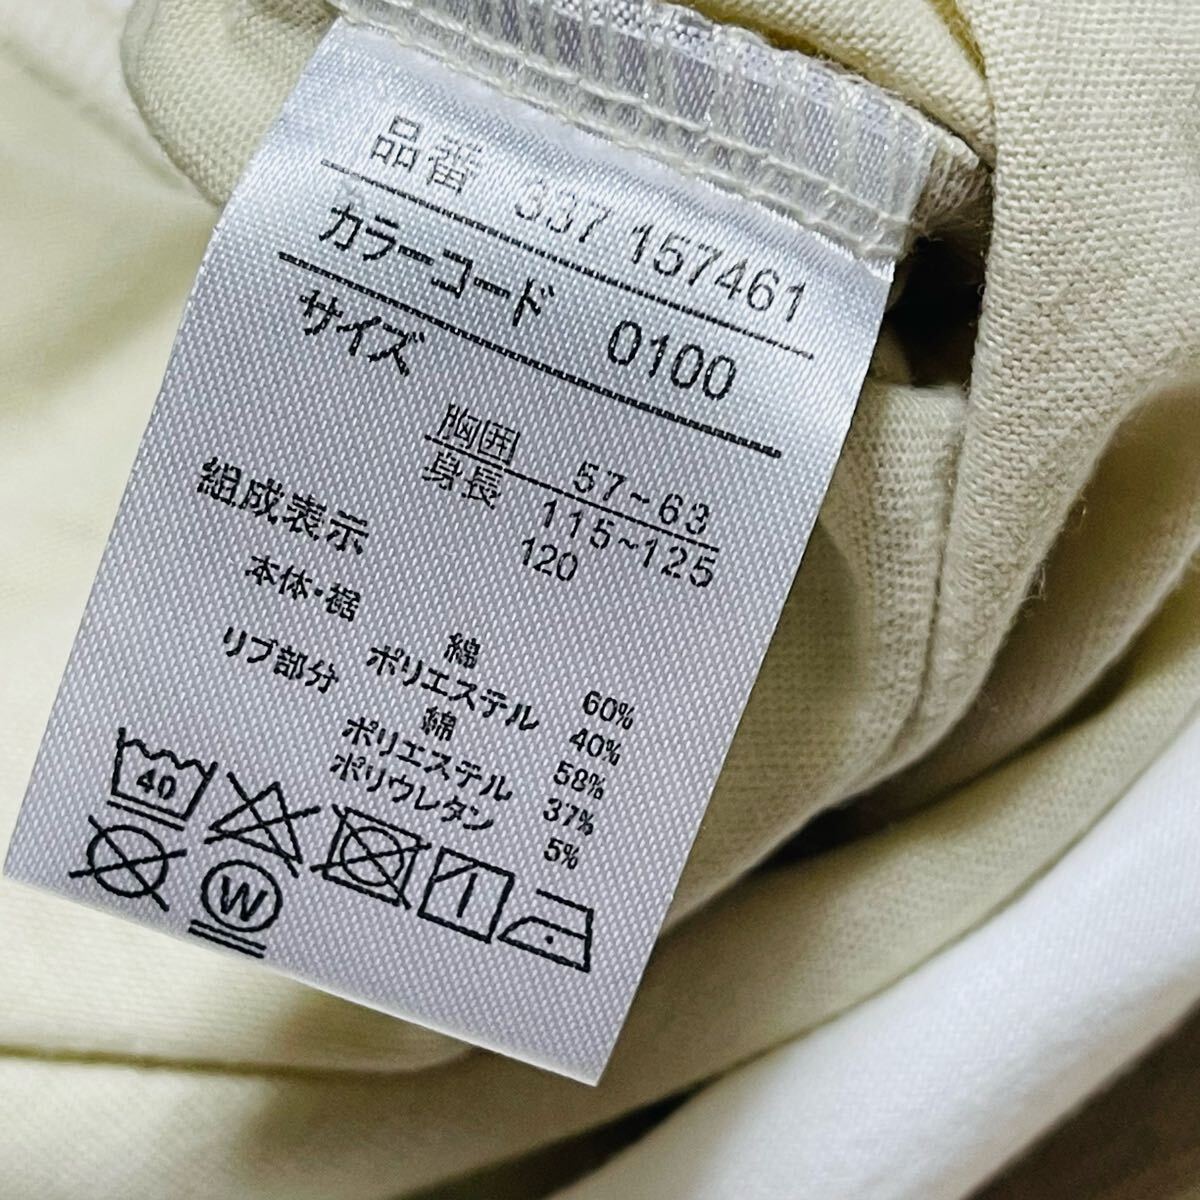 品番 337 157461
カラーコード 0100
サイズ
胸囲 57~63
身長 115~125
120
組成表示
本体・裾
綿 60%
ポリエステル 40%
リブ部分
綿 58%
ポリエステル 37%
ポリウレタン 5%
40
W